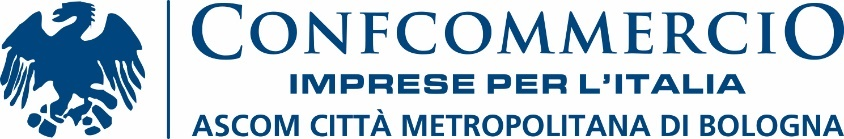 CONFCOMMERCIO
IMPRESE PER L'ITALIA
ASCOM CITTÀ METROPOLITANA DI BOLOGNA